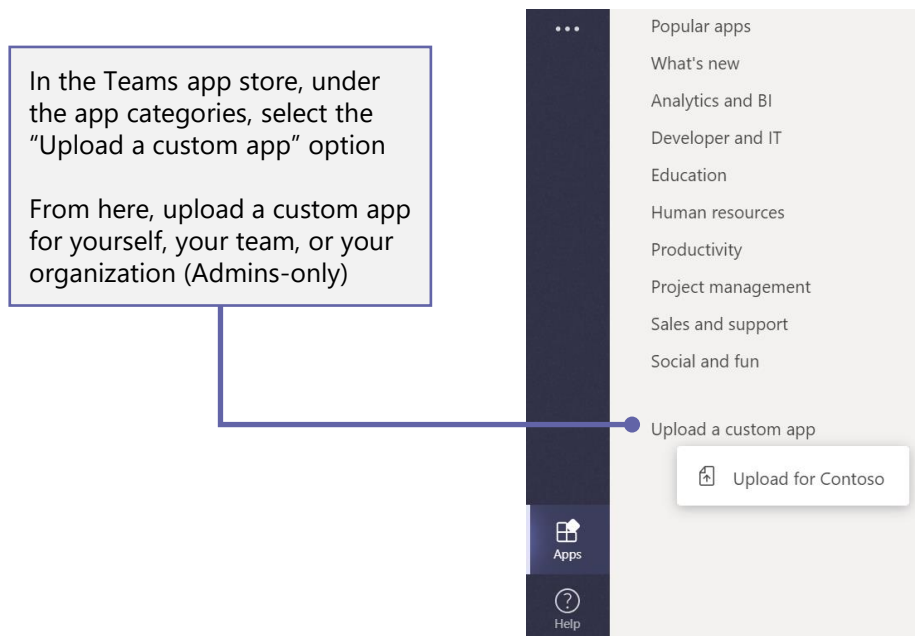 In the Teams app store, under
the app categories, select the
“Upload a custom app” option
From here, upload a custom app
for yourself, your team, or your
organization (Admins-only)
Popular apps
What's new
Analytics and BI
Developer and IT
Education
Human resources
Productivity
Project management
Sales and support
Social and fun
Upload a custom app
Upload for Contoso
Apps
Help